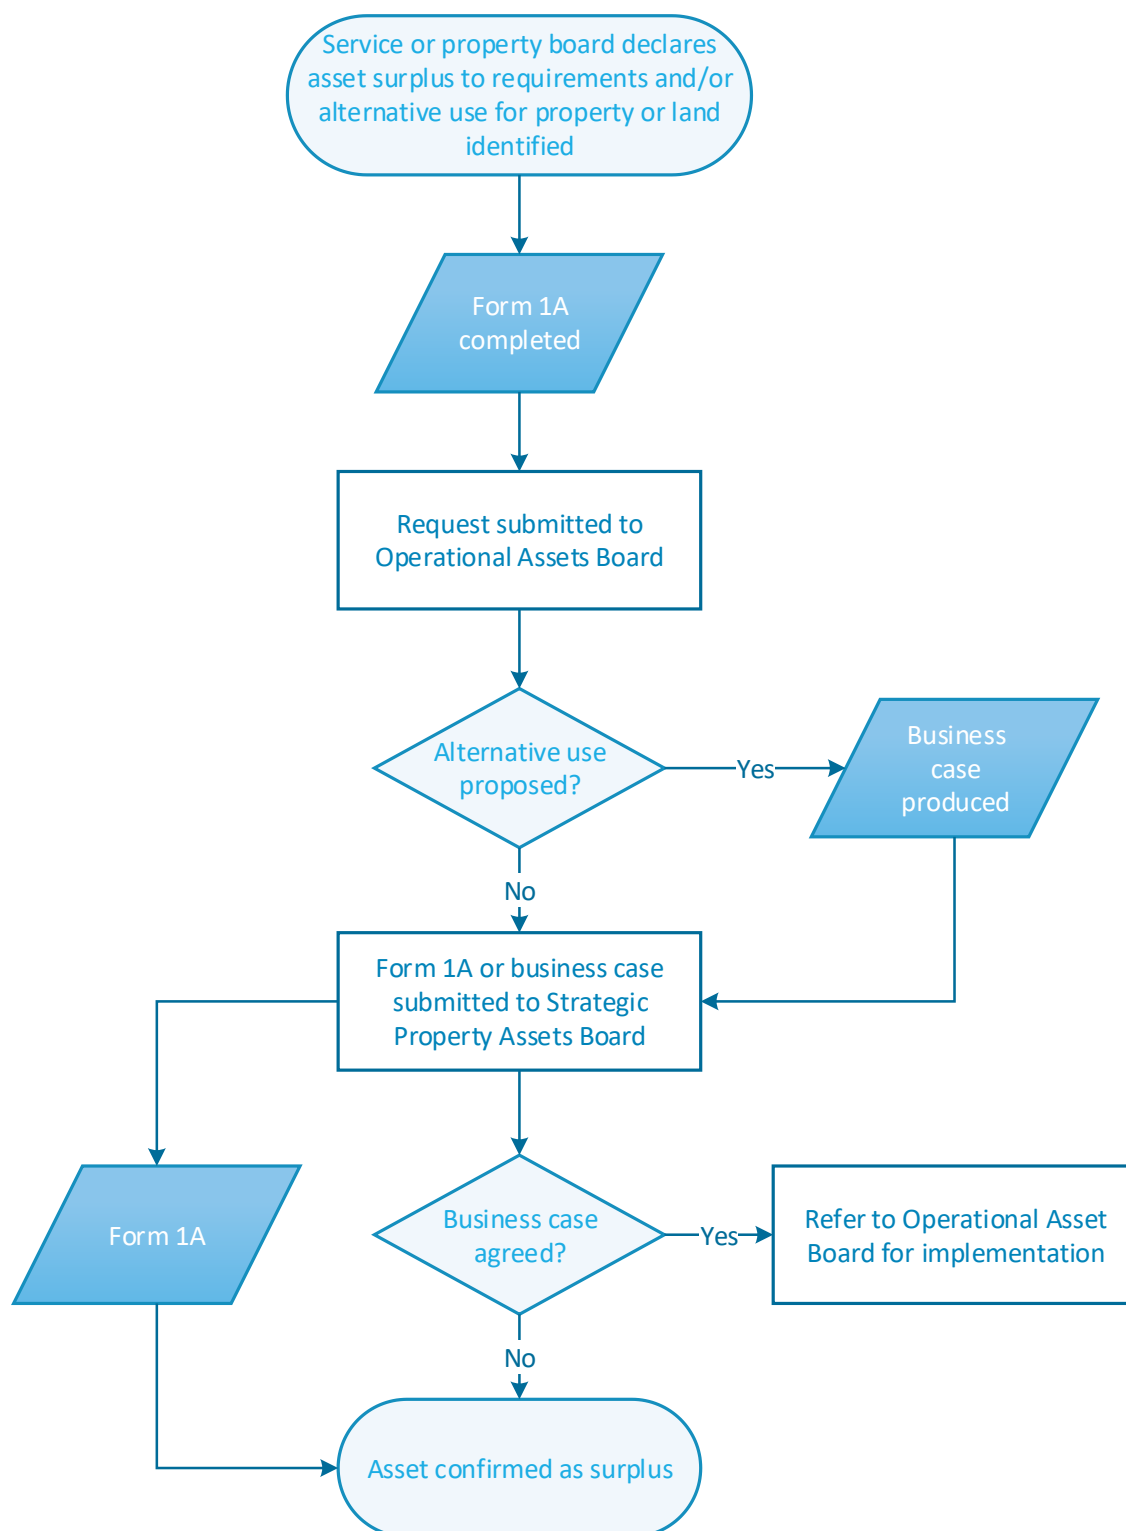 Service or property board declares
asset surplus to requirements and/or
alternative use for property or land
identified
Form 1A
completed
Request submitted to
Operational Assets Board
Alternative use
proposed?
Yes
Business
case
produced
No
Form 1A or business case
submitted to Strategic
Property Assets Board
Form 1A
Business case
agreed?
Yes
Refer to Operational Asset
Board for implementation
No
Asset confirmed as surplus